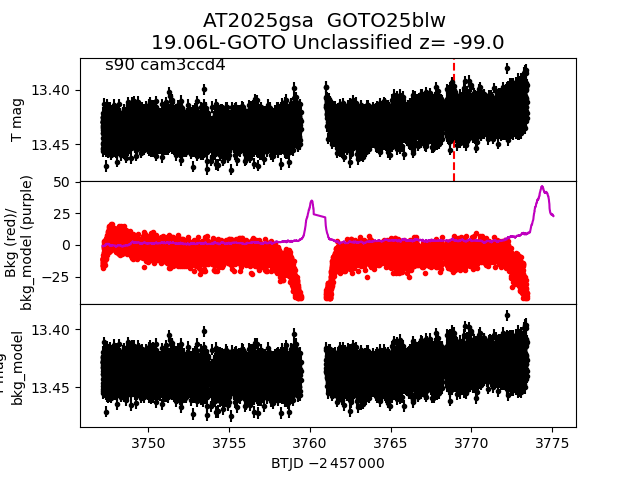 AT2025gsa  GOTO25blw
19.06L-GOTO Unclassified z= -99.0
s90 cam3ccd4
T mag
13.40
13.45
Bkg (red)/
bkg_model (purple)
50
25
0
−25
bkg_model
13.40
13.45
3750 3755 3760 3765 3770 3775
BTJD −2 457 000